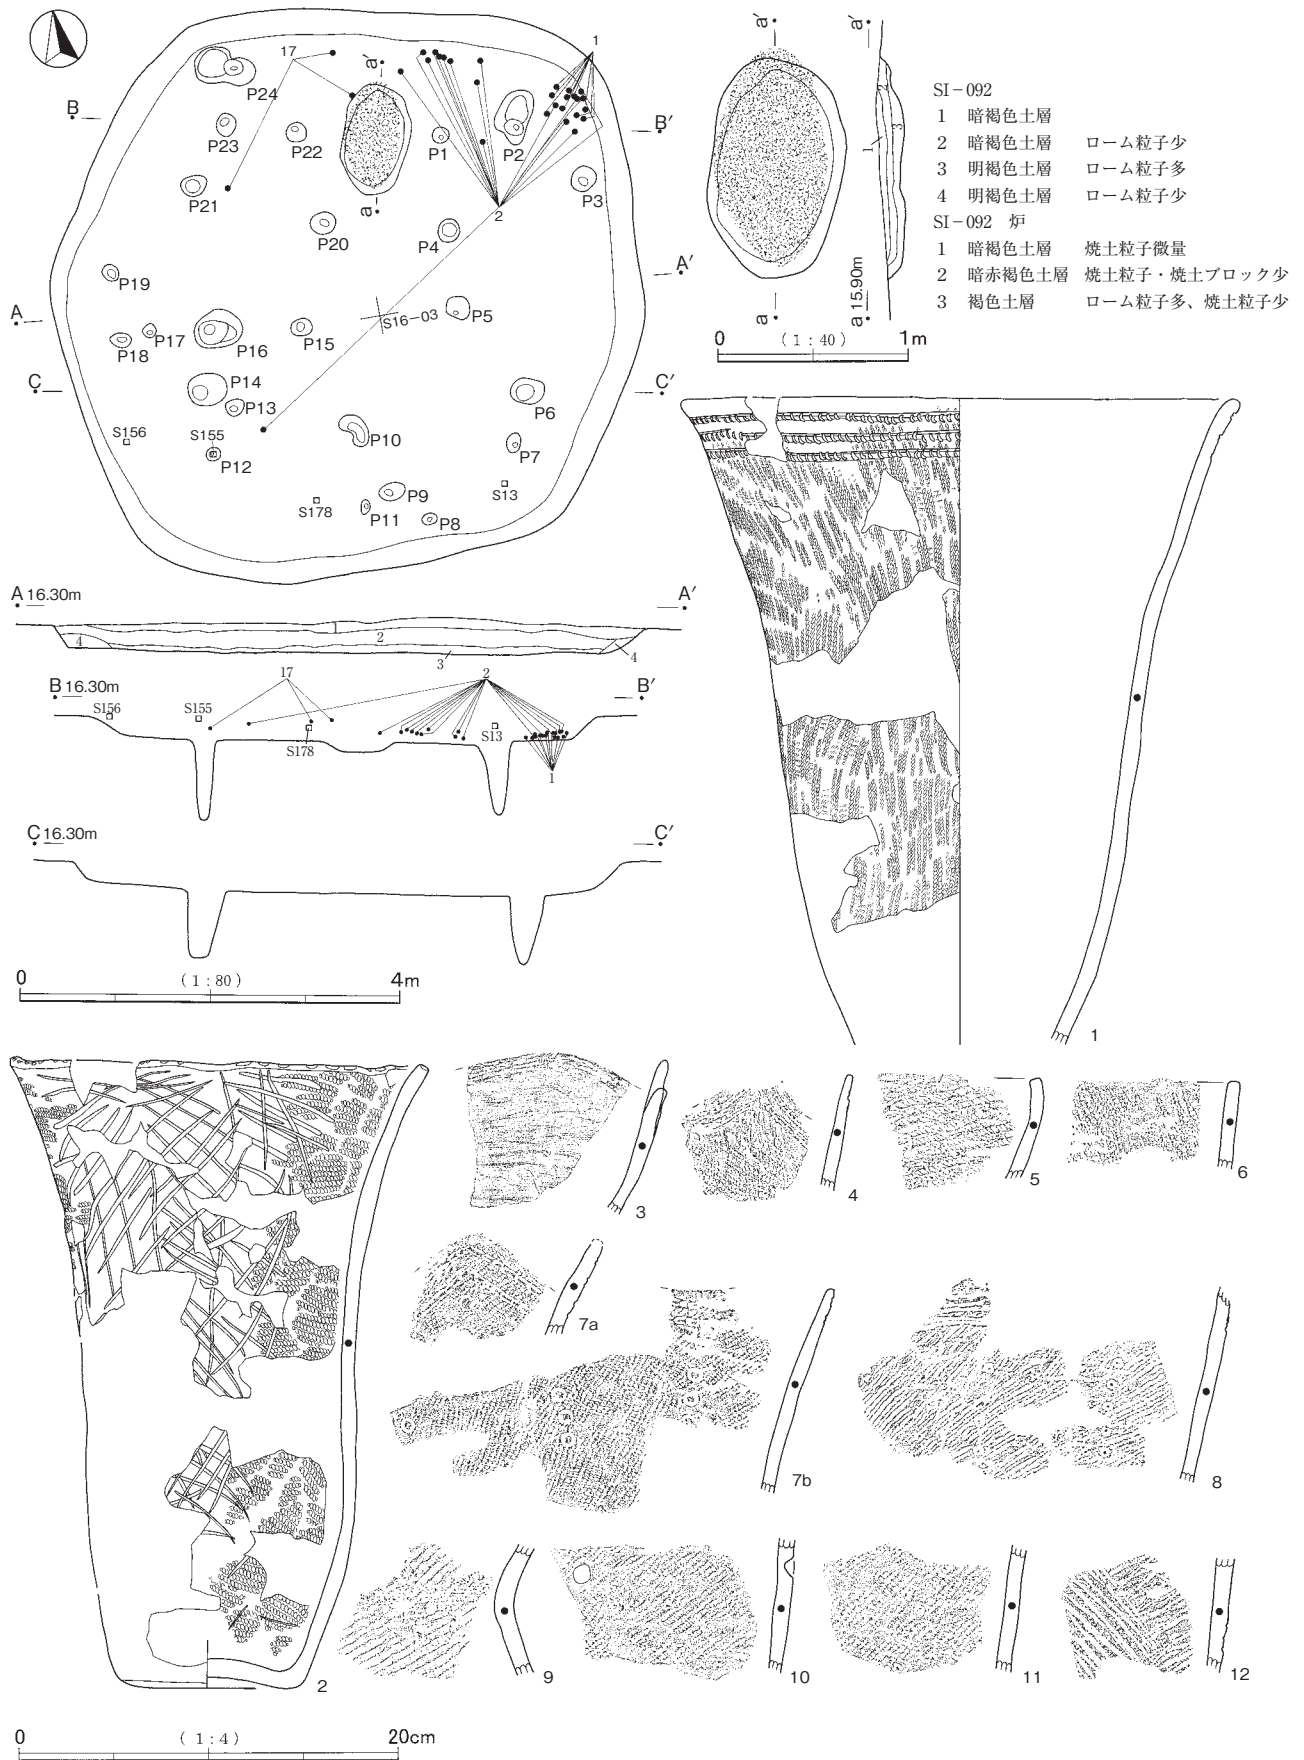 17
a′
1
P24
B
B′
P23
P22
P1
P2
P21
P3
a
2
P20
P4
A′
P19
S16-03
P5
A
P17
P18
P16
P15
C
C′
P14
P13
P6
S156
S155
P12
P10
P7
S178
P9
S13
P11
P8
a′
a′
1
a
a 15.90m
0 (1:40) 1m
SI-092
1 暗褐色土層
2 暗褐色土層 ローム粒子少
3 明褐色土層 ローム粒子多
4 明褐色土層 ローム粒子少
SI-092 炉
1 暗褐色土層 焼土粒子微量
2 暗赤褐色土層 焼土粒子・焼土ブロック少
3 褐色土層 ローム粒子多、焼土粒子少
A 16.30m
A′
1
4
2
3
4
17
2
B 16.30m
B′
S156
S155
S178
S13
1
C 16.30m
C′
0 (1:80) 4m
1
2
3
4
5
6
7a
7b
8
9
10
11
12
0 (1:4) 20cm